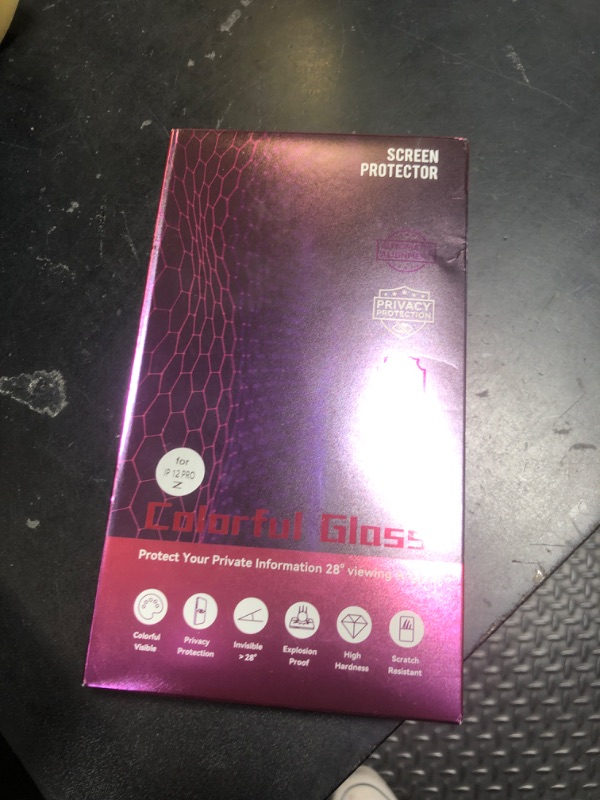 SCREEN
PROTECTOR
ALIGNMENT
PRIVACY
PROTECTION
for
IP 12 PRO
Z
Colorful Glass
Protect Your Private Information 28° viewing
Colorful
Visible
Privacy
Protection
Invisible
> 28°
Explosion
Proof
High
Hardness
Scratch
Resistant